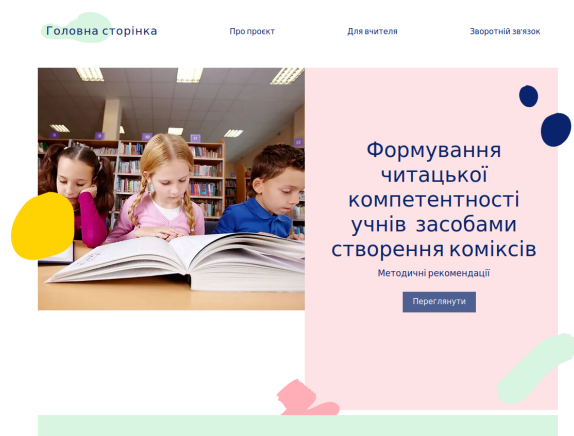 Головна сторінка
Про проєкт
Для вчителя
Зворотній зв'язок
Формування
читацької
компетентності
учнів засобами
створення коміксів
Методичні рекомендації
Переглянути